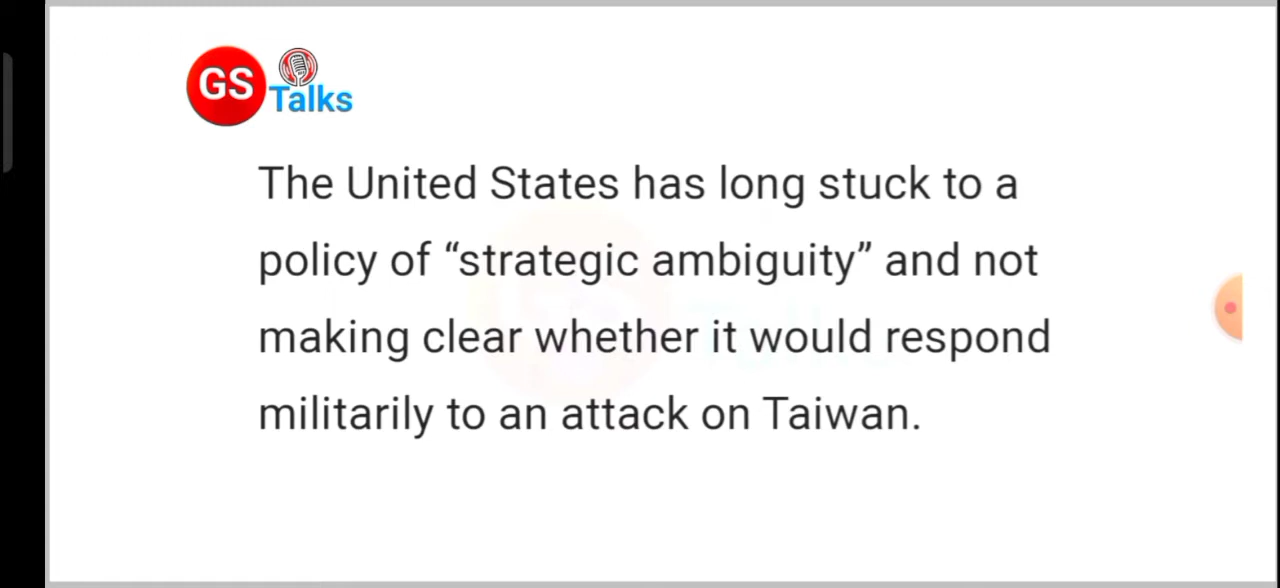 GS
Talks
The United States has long stuck to a
policy of “strategic ambiguity” and not
making clear whether it would respond
militarily to an attack on Taiwan.